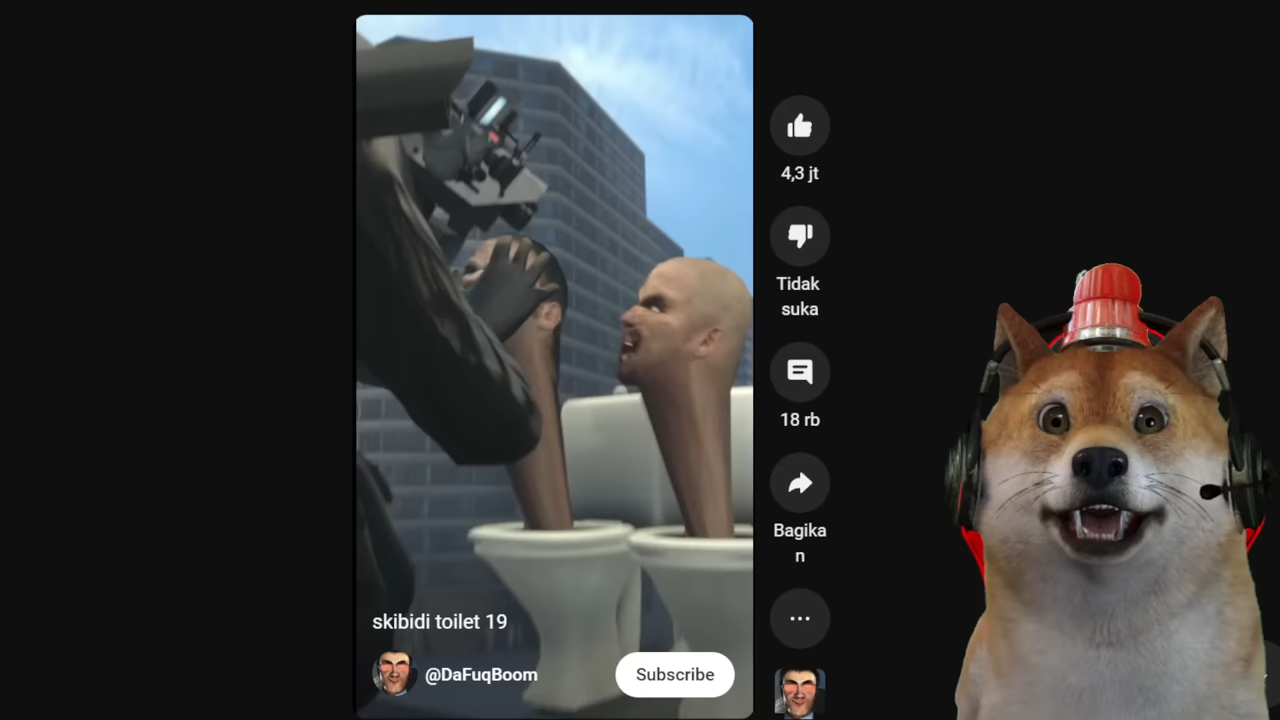 4,3 jt
Tidak
suka
18 rb
Bagika
n
skibidi toilet 19
@DaFuqBoom
Subscribe